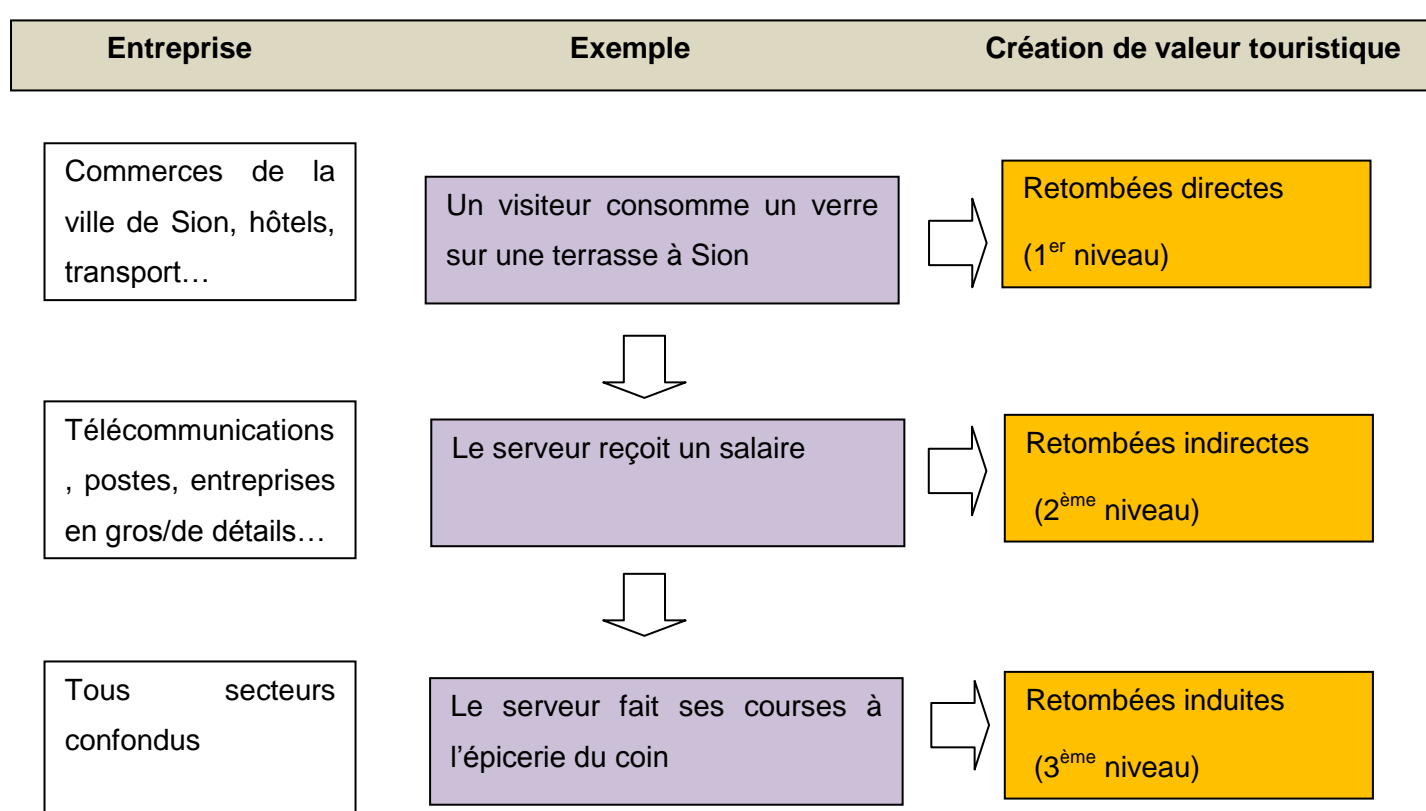 Entreprise Exemple Création de valeur touristique
Commerces de la
ville de Sion, hôtels,
transport…
Un visiteur consomme un verre
sur une terrasse à Sion
Retombées directes
(1er niveau)
Télécommunications
, postes, entreprises
en gros/de détails…
Le serveur reçoit un salaire
Retombées indirectes
(2ème niveau)
Tous secteurs
confondus
Le serveur fait ses courses à
l’épicerie du coin
Retombées induites
(3ème niveau)